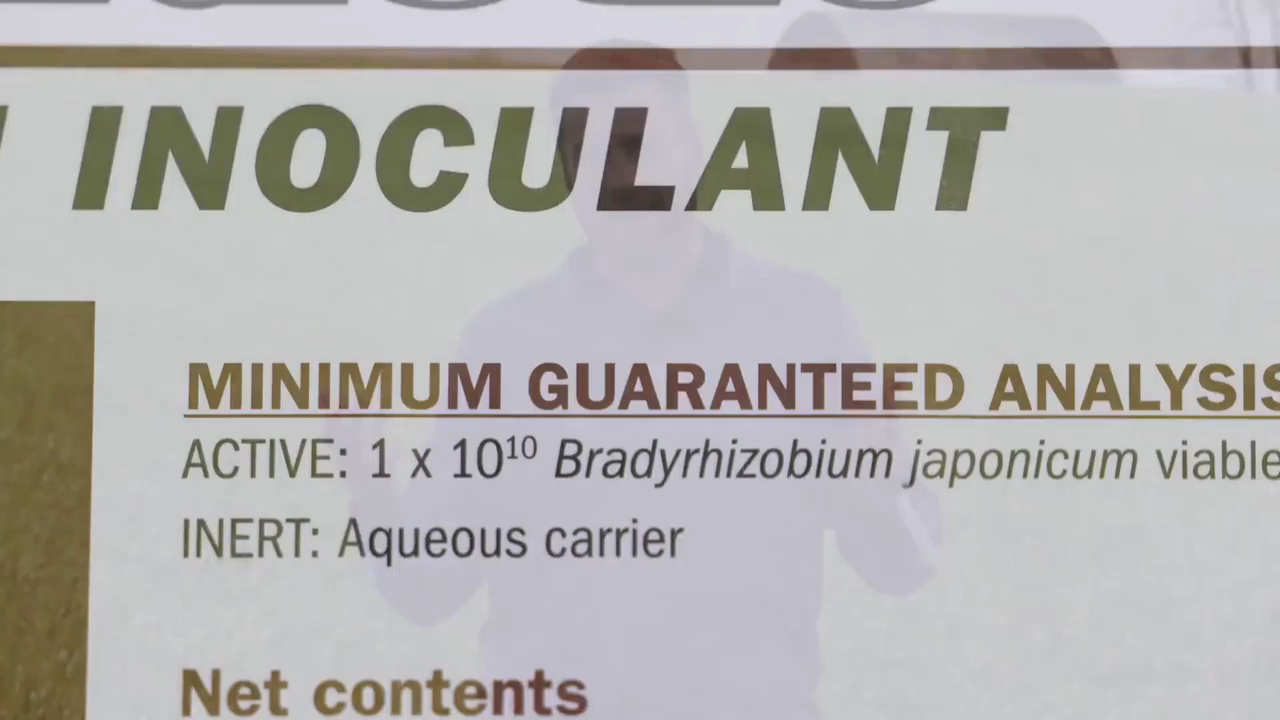 INOCULANT
MINIMUM GUARANTEED ANALYSIS
ACTIVE: 1 x 10¹⁰ Bradyrhizobium japonicum viable
INERT: Aqueous carrier
Net contents